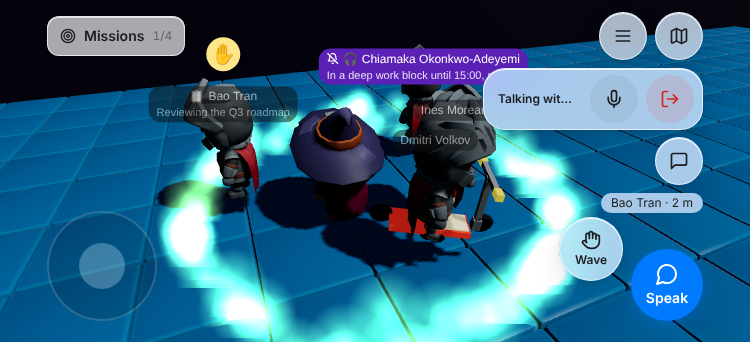 Missions 1/4
Chiamaka Okonkwo-Adeyemi
In a deep work block until 15:00,
Bao Tran
Reviewing the Q3 roadmap
Ines Morea
Dmitri Volkov
Talking wit...
Bao Tran · 2 m
Wave
Speak